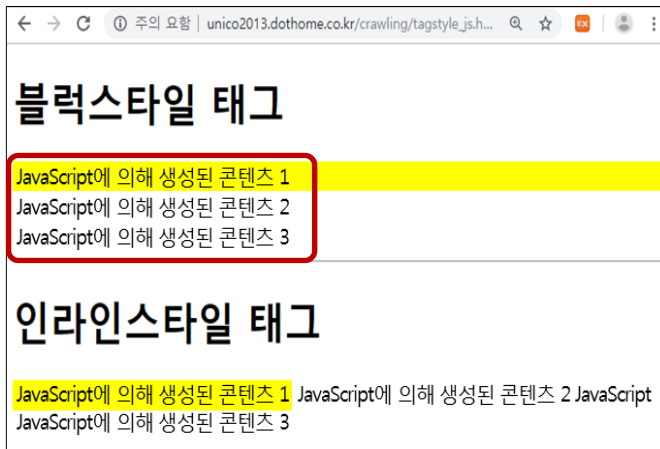 주의 요함 | unico2013.dothome.co.kr/crawling/tagstyle_js.h...
블럭스타일 태그
JavaScript에 의해 생성된 콘텐츠 1
JavaScript에 의해 생성된 콘텐츠 2
JavaScript에 의해 생성된 콘텐츠 3
인라인스타일 태그
JavaScript에 의해 생성된 콘텐츠 1 JavaScript에 의해 생성된 콘텐츠 2 JavaScript
JavaScript에 의해 생성된 콘텐츠 3